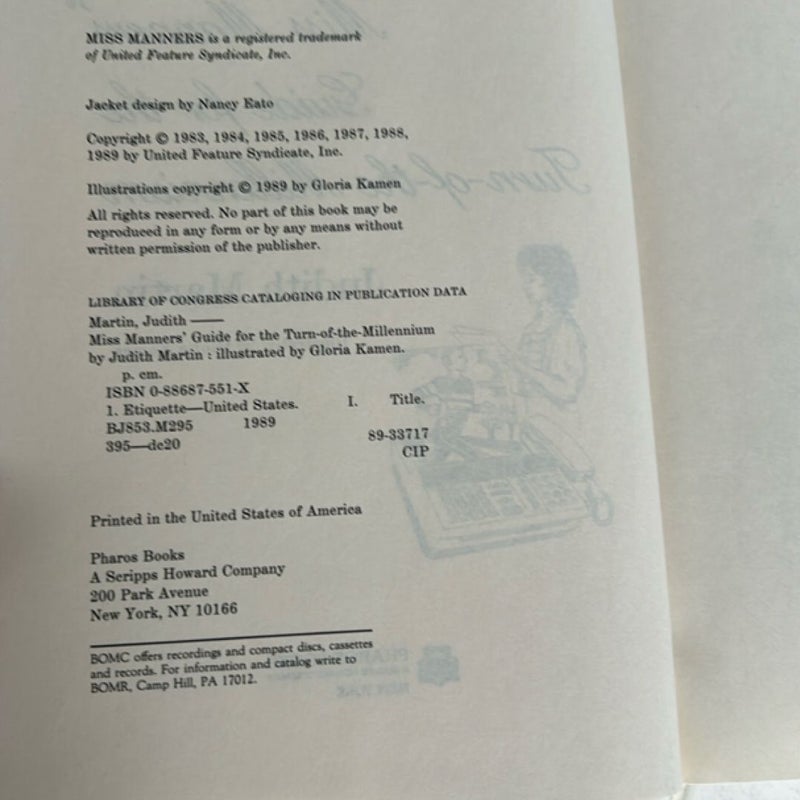 MISS MANNERS is a registered trademark
of United Feature Syndicate, Inc.
Jacket design by Nancy Eato
Copyright © 1983, 1984, 1985, 1986, 1987, 1988,
1989 by United Feature Syndicate, Inc.
Illustrations copyright © 1989 by Gloria Kamen
All rights reserved. No part of this book may be
reproduced in any form or by any means without
written permission of the publisher.
LIBRARY OF CONGRESS CATALOGING IN PUBLICATION DATA
Martin, Judith —
Miss Manners' Guide for the Turn-of-the-Millennium
by Judith Martin : illustrated by Gloria Kamen.
p. cm.
ISBN 0-88687-551-X
1. Etiquette—United States. I. Title.
BJ853.M295 1989
395—dc20 89-33717
CIP
Printed in the United States of America
Pharos Books
A Scripps Howard Company
200 Park Avenue
New York, NY 10166
BOMC offers recordings and compact discs, cassettes
and records. For information and catalog write to
BOMR, Camp Hill, PA 17012.